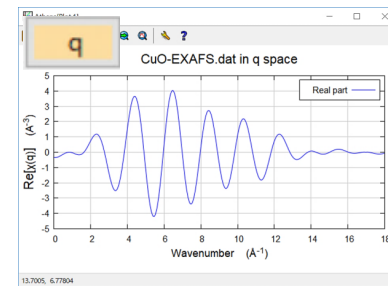 q
?
CuO-EXAFS.dat in q space
Real part
Re[χ(q)] (Å⁻³)
5
4
3
2
1
0
-1
-2
-3
-4
-5
0 2 4 6 8 10 12 14 16 18
Wavenumber (Å⁻¹)
13.7005, 6.77804